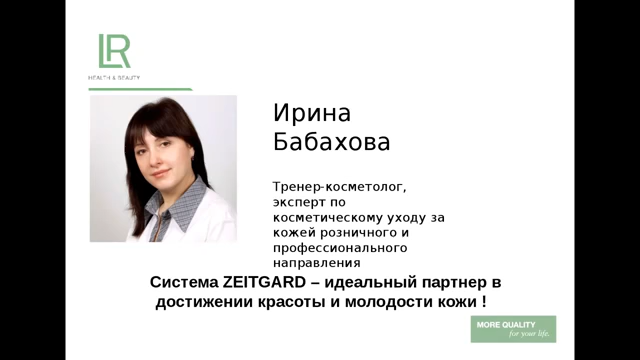 LR
HEALTH & BEAUTY
Ирина
Бабахова
Тренер-косметолог,
эксперт по
косметическому уходу за
кожей розничного и
профессионального
направления
Система ZEITGARD – идеальный партнер в
достижении красоты и молодости кожи !
MORE QUALITY
for your life.